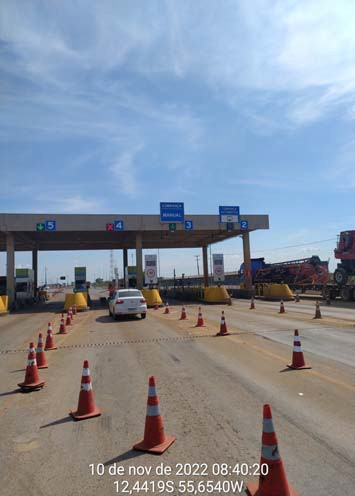 5
4
COBRANÇA
MANUAL
3
2
10 de nov de 2022 08:40:20
12,4419S 55,6540W